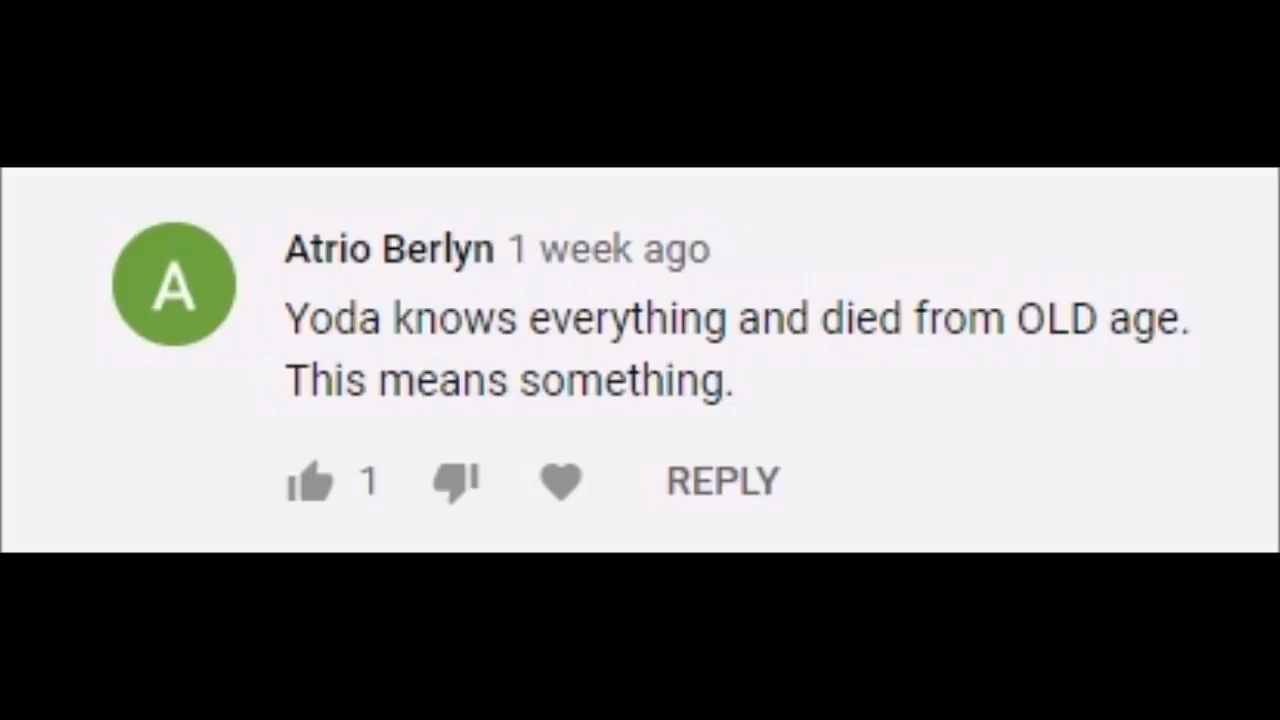 A
Atrio Berlyn 1 week ago
Yoda knows everything and died from OLD age.
This means something.
1 REPLY